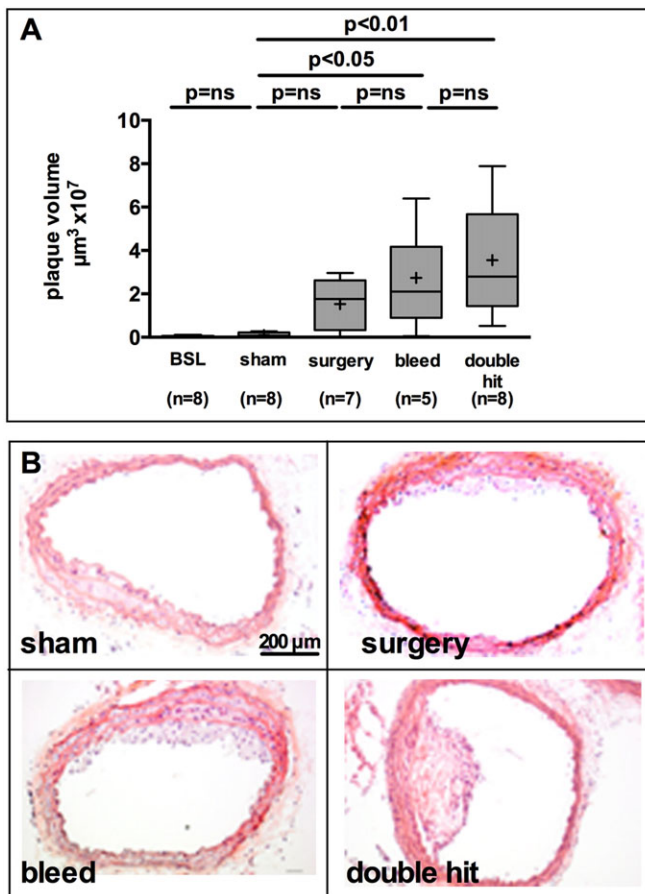 A
p<0.01
p<0.05
p=ns p=ns p=ns p=ns
10
8
6
4
2
0
plaque volume
µm³ x10⁷
BSL sham surgery bleed double hit
(n=8) (n=8) (n=7) (n=5) (n=8)
B
sham
200 µm
surgery
bleed
double hit